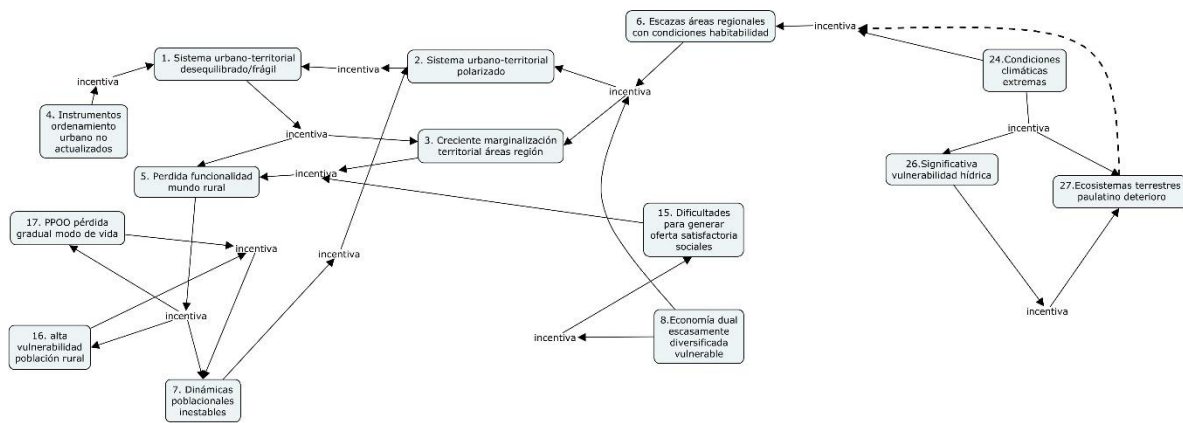 6. Escazas áreas regionales
con condiciones habitabilidad
incentiva
1. Sistema urbano-territorial
desequilibrado/frágil
incentiva
2. Sistema urbano-territorial
polarizado
24.Condiciones
climáticas
extremas
incentiva
incentiva
4. Instrumentos
ordenamiento
urbano no
actualizados
incentiva
3. Creciente marginalización
territorial áreas región
incentiva
5. Perdida funcionalidad
mundo rural
incentiva
26.Significativa
vulnerabilidad hídrica
27.Ecosistemas terrestres
paulatino deterioro
17. PPOO pérdida
gradual modo de vida
incentiva
incentiva
15. Dificultades
para generar
oferta satisfactoria
sociales
incentiva
incentiva
16. alta
vulnerabilidad
población rural
incentiva
8.Economía dual
escasamente
diversificada
vulnerable
7. Dinámicas
poblacionales
inestables